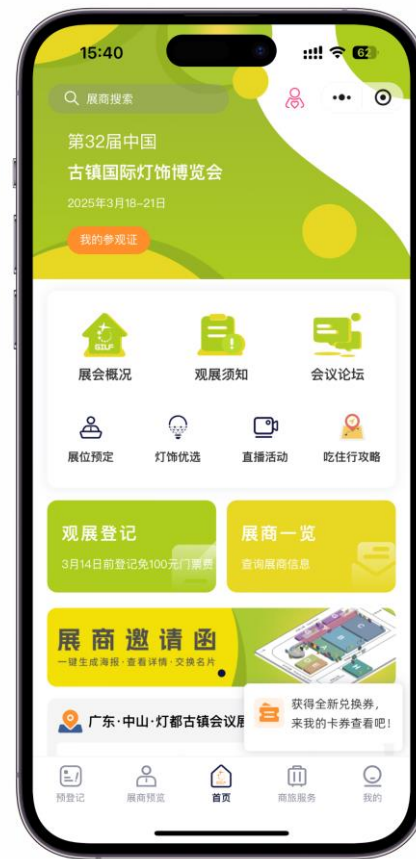 15:40
62
展商搜索
第32届中国
古镇国际灯饰博览会
2025年3月18-21日
我的参观证
GILF
展会概况
观展须知
会议论坛
展位预定
灯饰优选
直播活动
吃住行攻略
观展登记
3月14日前登记免100元门票费
展商一览
查询展商信息
展商邀请函
一键生成海报·查看详情·交换名片
获得全新兑换券，
来我的卡券查看吧！
广东·中山·灯都古镇会议展
预登记
展商预览
首页
商旅服务
我的